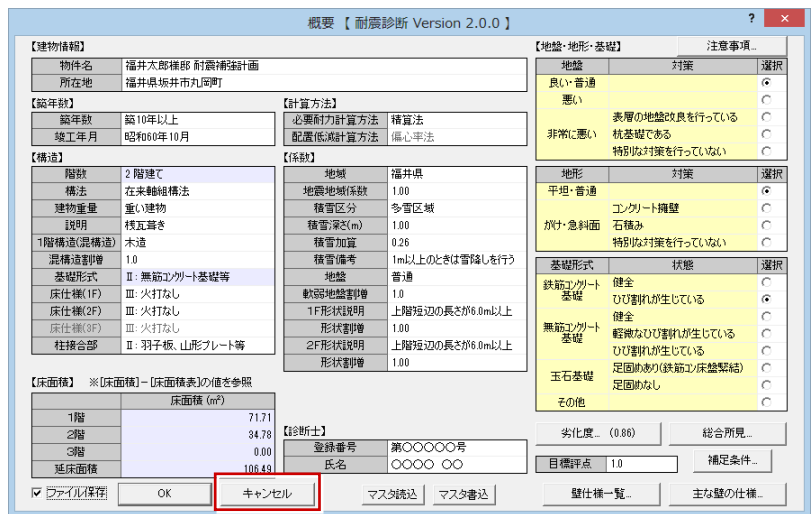 概要 【 耐震診断 Version 2.0.0 】
? ×
【建物情報】
物件名 福井太郎様邸 耐震補強計画
所在地 福井県坂井市丸岡町
【築年数】
築年数 築10年以上
竣工年月 昭和60年10月
【計算方法】
必要耐力計算方法 精算法
配置低減計算方法 偏心率法
【構造】
階数 2 階建て
構法 在来軸組構法
建物重量 重い建物
説明 桟瓦葺き
1階構造(混構造) 木造
混構造割増 1.0
基礎形式 Ⅱ: 無筋コンクリート基礎等
床仕様(1F) Ⅲ: 火打なし
床仕様(2F) Ⅲ: 火打なし
床仕様(3F) Ⅲ: 火打なし
柱接合部 Ⅱ: 羽子板、山形プレート等
【係数】
地域 福井県
地震地域係数 1.00
積雪区分 多雪区域
積雪深さ(m) 1.00
積雪加算 0.26
積雪備考 1m以上のときは雪降しを行う
地盤 普通
軟弱地盤割増 1.0
1F形状説明 上階短辺の長さが6.0m以上
形状割増 1.00
2F形状説明 上階短辺の長さが6.0m以上
形状割増 1.00
【床面積】 ※[床面積]-[床面積表]の値を参照
床面積 (㎡)
1階 71.71
2階 34.78
3階 0.00
延床面積 106.49
【診断士】
登録番号 第〇〇〇〇〇号
氏名 〇〇〇〇 〇〇
【地盤・地形・基礎】 注意事項...
地盤 対策 選択
良い・普通
悪い
非常に悪い 表層の地盤改良を行っている
杭基礎である
特別な対策を行っていない
地形 対策 選択
平坦・普通
がけ・急斜面 コンクリート擁壁
石積み
特別な対策を行っていない
基礎形式 状態 選択
鉄筋コンクリート基礎 健全
ひび割れが生じている
無筋コンクリート基礎 健全
軽微なひび割れが生じている
ひび割れが生じている
玉石基礎 足固めあり(鉄筋コン床盤緊結)
足固めなし
その他
劣化度... (0.86) 総合所見...
目標評点 1.0 補足条件...
ファイル保存 OK キャンセル マスタ読込 マスタ書込 壁仕様一覧... 主な壁の仕様...